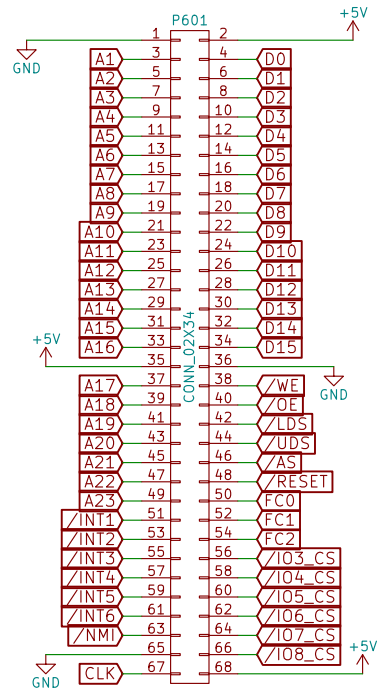 +5V
P601
1 2
GND
A1 3 4 D0
A2 5 6 D1
A3 7 8 D2
A4 9 10 D3
A5 11 12 D4
A6 13 14 D5
A7 15 16 D6
A8 17 18 D7
A9 19 20 D8
A10 21 22 D9
A11 23 24 D10
A12 25 26 D11
A13 27 28 D12
A14 29 30 D13
A15 31 32 D14
A16 33 34 D15
+5V
35 36
CONN_02X34
GND
A17 37 38 /WE
A18 39 40 /OE
A19 41 42 /LDS
A20 43 44 /UDS
A21 45 46 /AS
A22 47 48 /RESET
A23 49 50 FC0
/INT1 51 52 FC1
/INT2 53 54 FC2
/INT3 55 56 /IO3_CS
/INT4 57 58 /IO4_CS
/INT5 59 60 /IO5_CS
/INT6 61 62 /IO6_CS
/NMI 63 64 /IO7_CS
65 66 /IO8_CS
+5V
GND
CLK 67 68